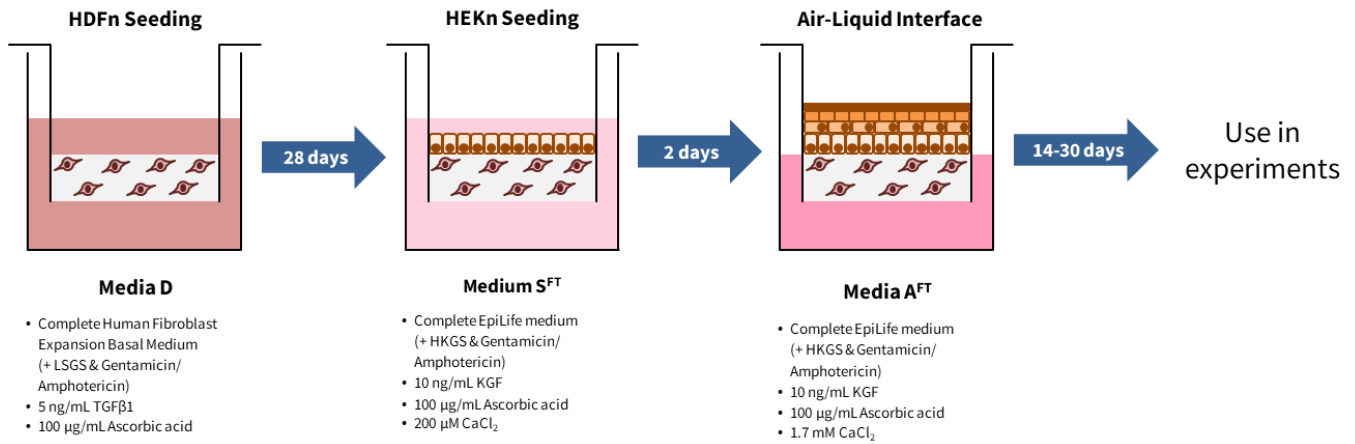 HDFn Seeding
28 days
HEKn Seeding
2 days
Air-Liquid Interface
14-30 days
Use in
experiments
Media D
• Complete Human Fibroblast
Expansion Basal Medium
(+ LSGS & Gentamicin/
Amphotericin)
• 5 ng/mL TGFβ1
• 100 µg/mL Ascorbic acid
Medium Sᶠᵀ
• Complete EpiLife medium
(+ HKGS & Gentamicin/
Amphotericin)
• 10 ng/mL KGF
• 100 µg/mL Ascorbic acid
• 200 µM CaCl₂
Media Aᶠᵀ
• Complete EpiLife medium
(+ HKGS & Gentamicin/
Amphotericin)
• 10 ng/mL KGF
• 100 µg/mL Ascorbic acid
• 1.7 mM CaCl₂